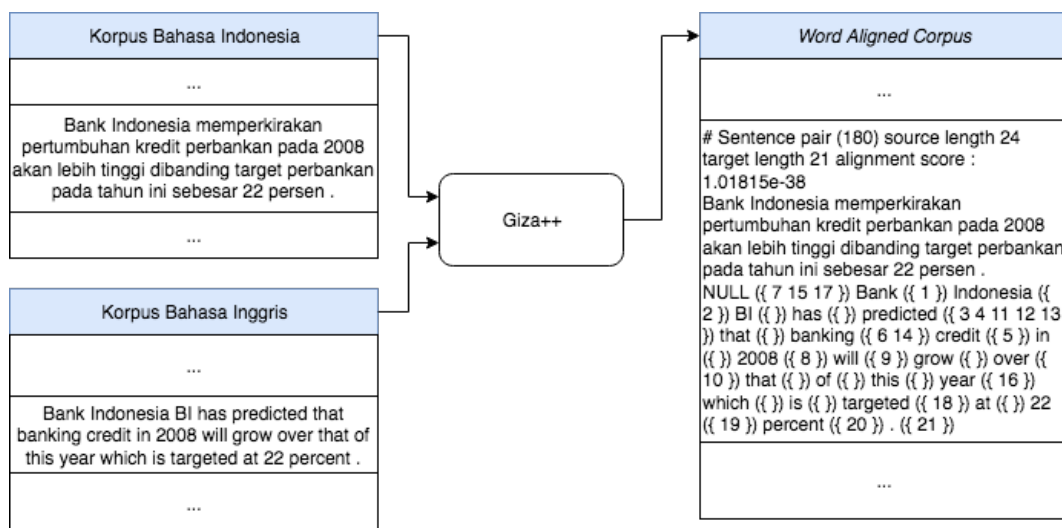 Korpus Bahasa Indonesia
...
Bank Indonesia memperkirakan
pertumbuhan kredit perbankan pada 2008
akan lebih tinggi dibanding target perbankan
pada tahun ini sebesar 22 persen .
...
Korpus Bahasa Inggris
...
Bank Indonesia BI has predicted that
banking credit in 2008 will grow over that of
this year which is targeted at 22 percent .
...
Giza++
Word Aligned Corpus
...
# Sentence pair (180) source length 24
target length 21 alignment score :
1.01815e-38
Bank Indonesia memperkirakan
pertumbuhan kredit perbankan pada 2008
akan lebih tinggi dibanding target perbankan
pada tahun ini sebesar 22 persen .
NULL ({ 7 15 17 }) Bank ({ 1 }) Indonesia ({
2 }) BI ({ }) has ({ }) predicted ({ 3 4 11 12 13
}) that ({ }) banking ({ 6 14 }) credit ({ 5 }) in
({ }) 2008 ({ 8 }) will ({ 9 }) grow ({ }) over ({
10 }) that ({ }) of ({ }) this ({ }) year ({ 16 })
which ({ }) is ({ }) targeted ({ 18 }) at ({ }) 22
({ 19 }) percent ({ 20 }) . ({ 21 })
...